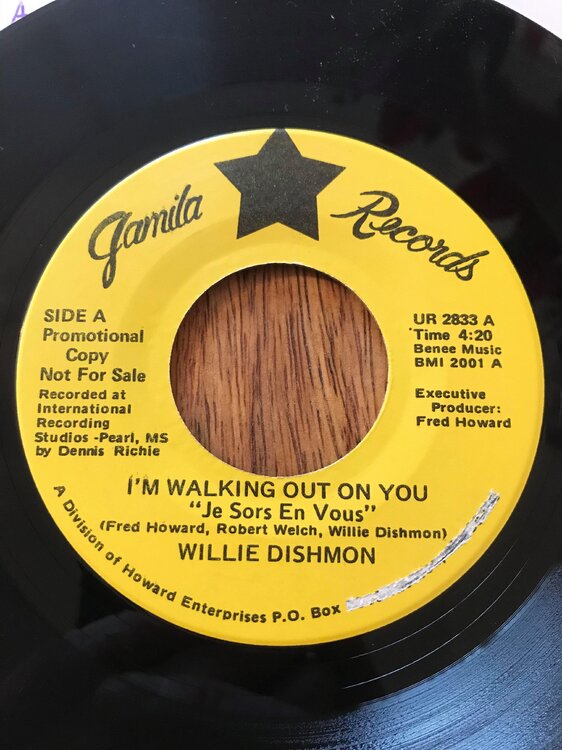 A
Jamila Records
SIDE A
Promotional
Copy
Not For Sale
Recorded at
International
Recording
Studios -Pearl, MS
by Dennis Richie
UR 2833 A
Time 4:20
Benee Music
BMI 2001 A
Executive
Producer:
Fred Howard
I'M WALKING OUT ON YOU
"Je Sors En Vous"
(Fred Howard, Robert Welch, Willie Dishmon)
WILLIE DISHMON
A Division of Howard Enterprises P.O. Box